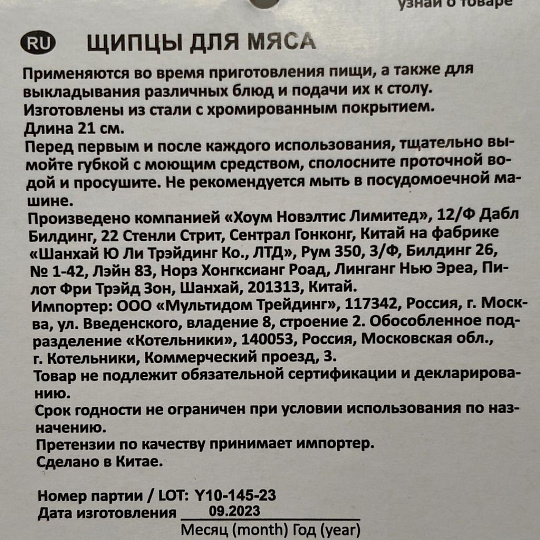 узнай о товаре
RU ЩИПЦЫ ДЛЯ МЯСА
Применяются во время приготовления пищи, а также для
выкладывания различных блюд и подачи их к столу.
Изготовлены из стали с хромированным покрытием.
Длина 21 см.
Перед первым и после каждого использования, тщательно вы-
мойте губкой с моющим средством, сполосните проточной во-
дой и просушите. Не рекомендуется мыть в посудомоечной ма-
шине.
Произведено компанией «Хоум Новэлтис Лимитед», 12/Ф Дабл
Билдинг, 22 Стенли Стрит, Сентрал Гонконг, Китай на фабрике
«Шанхай Ю Ли Трэйдинг Ко., ЛТД», Рум 350, 3/Ф, Билдинг 26,
№ 1-42, Лэйн 83, Норз Хонгксианг Роад, Линганг Нью Эреа, Пи-
лот Фри Трэйд Зон, Шанхай, 201313, Китай.
Импортер: ООО «Мультидом Трейдинг», 117342, Россия, г. Моск-
ва, ул. Введенского, владение 8, строение 2. Обособленное под-
разделение «Котельники», 140053, Россия, Московская обл.,
г. Котельники, Коммерческий проезд, 3.
Товар не подлежит обязательной сертификации и декларирова-
нию.
Срок годности не ограничен при условии использования по наз-
начению.
Претензии по качеству принимает импортер.
Сделано в Китае.
Номер партии / LOT: Y10-145-23
Дата изготовления 09.2023
Месяц (month) Год (year)